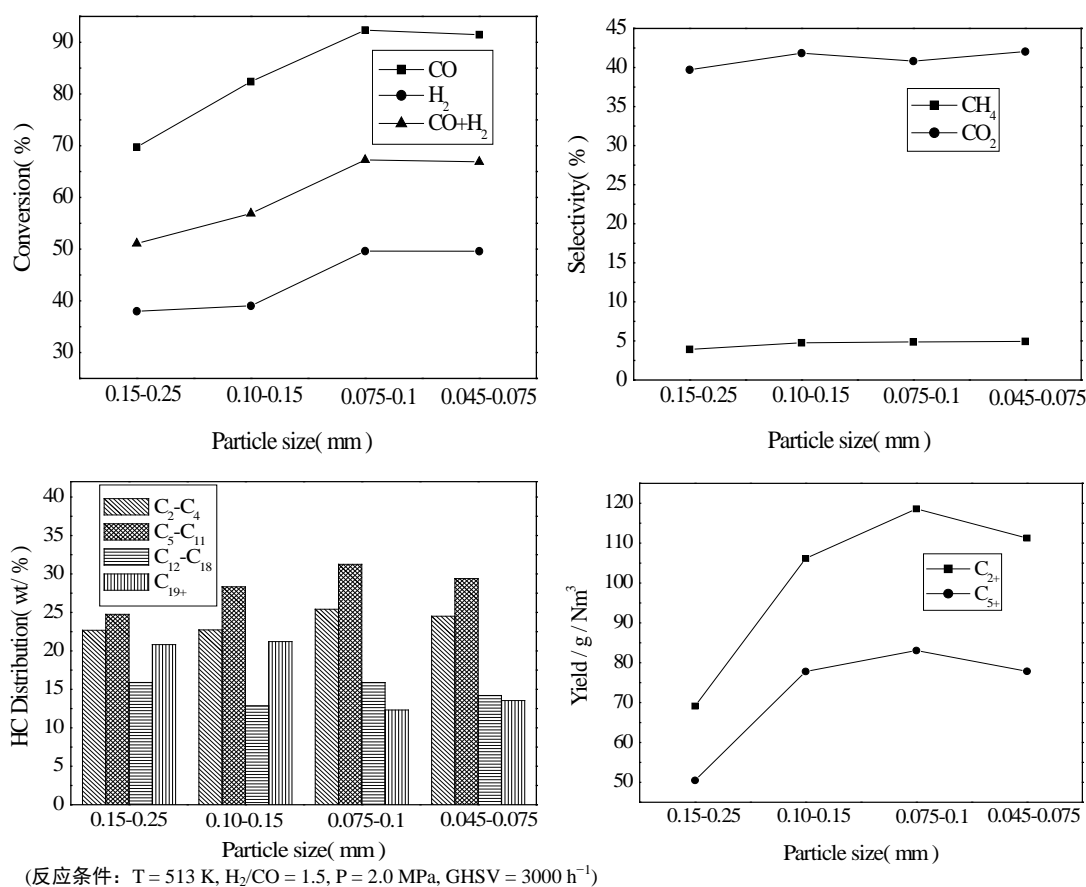 90
80
70
60
50
40
30
Conversion( % )
CO
H₂
CO+H₂
0.15-0.25 0.10-0.15 0.075-0.1 0.045-0.075
Particle size( mm )
45
40
35
30
25
20
15
10
5
0
Selectivity( % )
CH₄
CO₂
0.15-0.25 0.10-0.15 0.075-0.1 0.045-0.075
Particle size( mm )
40
35
30
25
20
15
10
5
0
HC Distribution( wt/ % )
C₂-C₄
C₅-C₁₁
C₁₂-C₁₈
C₁₉₊
0.15-0.25 0.10-0.15 0.075-0.1 0.045-0.075
Particle size( mm )
120
110
100
90
80
70
60
50
Yield / g / Nm³
C₂₊
C₅₊
0.15-0.25 0.10-0.15 0.075-0.1 0.045-0.075
Particle size( mm )
(反应条件：T = 513 K, H₂/CO = 1.5, P = 2.0 MPa, GHSV = 3000 h⁻¹)